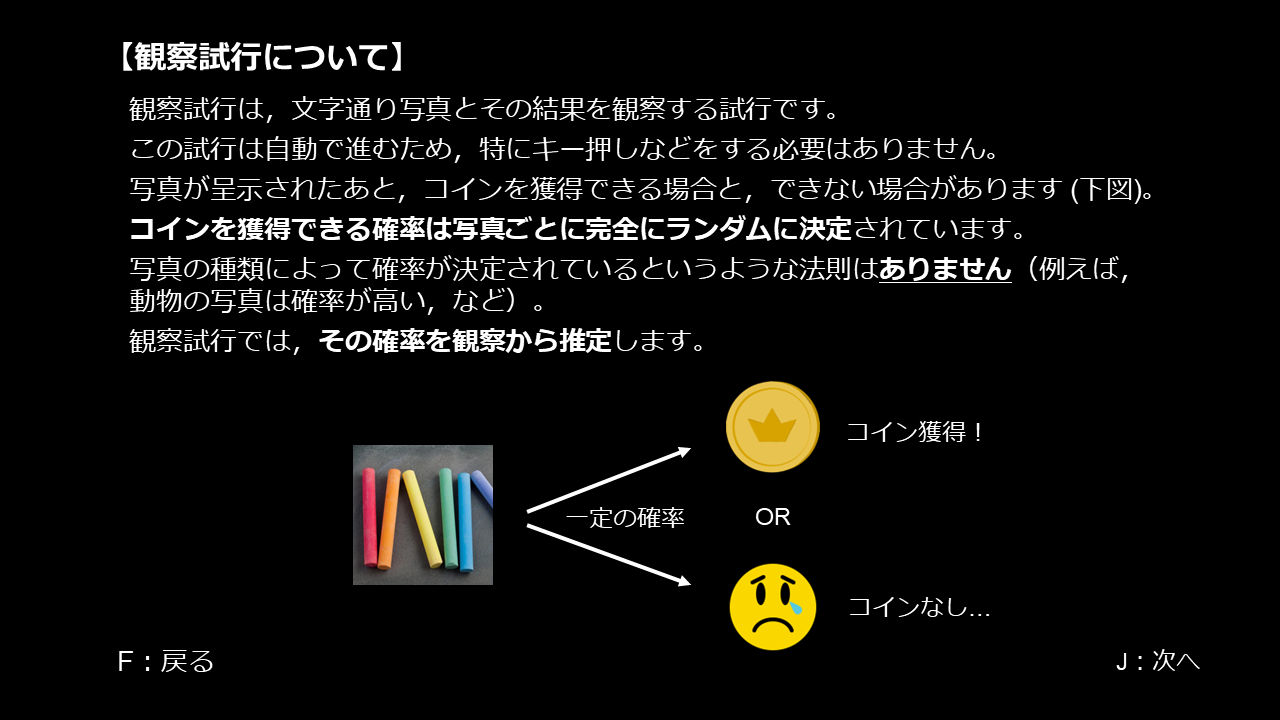 【観察試行について】
観察試行は，文字通り写真とその結果を観察する試行です。
この試行は自動で進むため，特にキー押しなどをする必要はありません。
写真が呈示されたあと，コインを獲得できる場合と，できない場合があります (下図)。
コインを獲得できる確率は写真ごとに完全にランダムに決定されています。
写真の種類によって確率が決定されているというような法則はありません（例えば，
動物の写真は確率が高い，など）。
観察試行では，その確率を観察から推定します。
コイン獲得！
一定の確率
OR
コインなし…
F：戻る
J：次へ